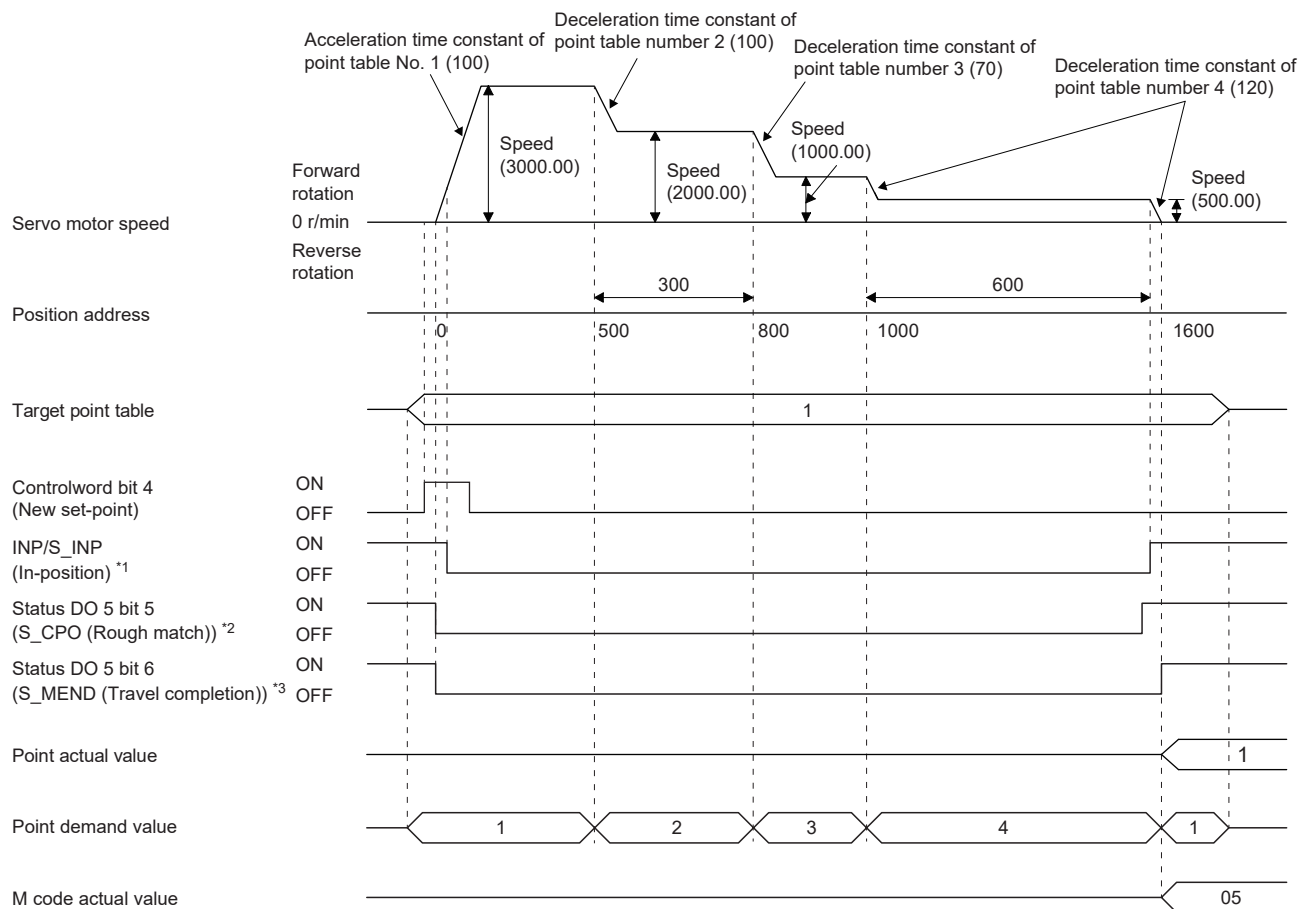 Deceleration time constant of
point table number 2 (100)
Acceleration time constant of
point table No. 1 (100)
Deceleration time constant of
point table number 3 (70)
Deceleration time constant of
point table number 4 (120)
Speed
(3000.00)
Speed
(2000.00)
Speed
(1000.00)
Speed
(500.00)
Forward
rotation
Servo motor speed
0 r/min
Reverse
rotation
300
600
Position address
0
500
800
1000
1600
Target point table
1
Controlword bit 4
(New set-point)
ON
OFF
INP/S_INP
(In-position) *1
ON
OFF
Status DO 5 bit 5
(S_CPO (Rough match)) *2
ON
OFF
Status DO 5 bit 6
(S_MEND (Travel completion)) *3
ON
OFF
Point actual value
1
Point demand value
1
2
3
4
1
M code actual value
05